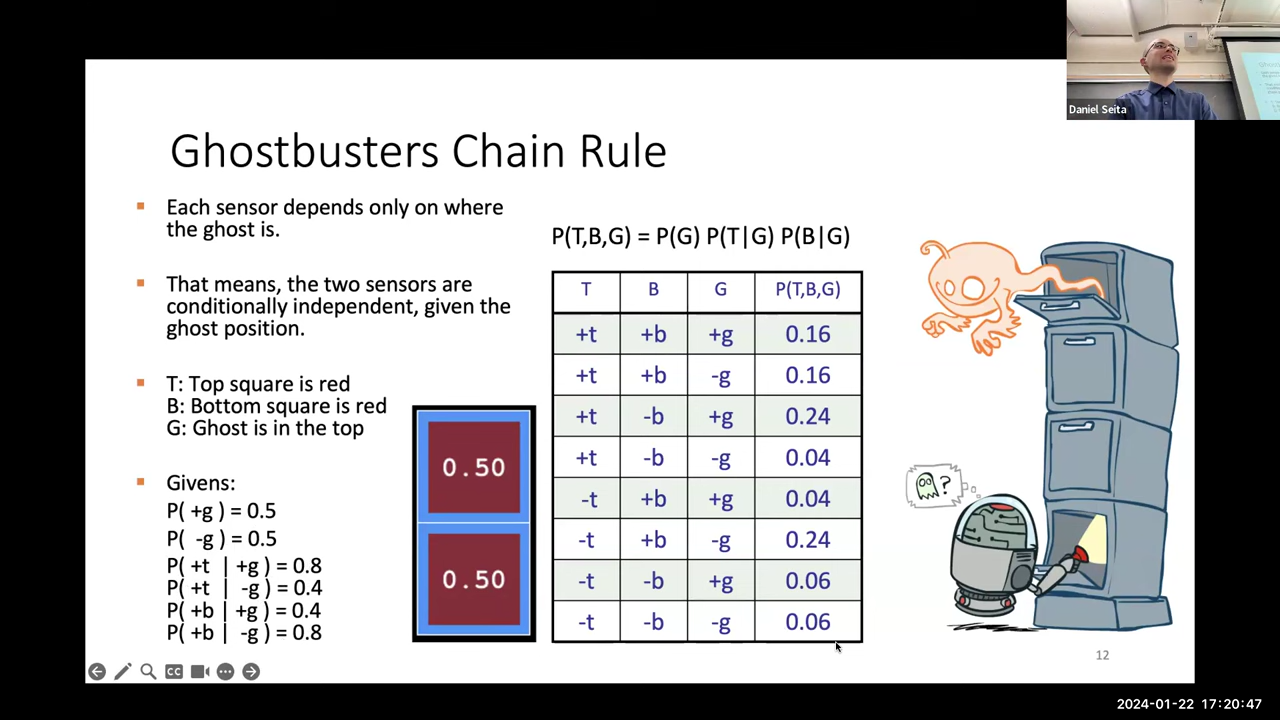 Daniel Seita
Ghostbusters Chain Rule
Each sensor depends only on where
the ghost is.
That means, the two sensors are
conditionally independent, given the
ghost position.
T: Top square is red
B: Bottom square is red
G: Ghost is in the top
Givens:
P( +g ) = 0.5
P( -g ) = 0.5
P( +t | +g ) = 0.8
P( +t | -g ) = 0.4
P( +b | +g ) = 0.4
P( +b | -g ) = 0.8
0.50
0.50
P(T,B,G) = P(G) P(T|G) P(B|G)
T B G P(T,B,G)
+t +b +g 0.16
+t +b -g 0.16
+t -b +g 0.24
+t -b -g 0.04
-t +b +g 0.04
-t +b -g 0.24
-t -b +g 0.06
-t -b -g 0.06
?
12
CC
2024-01-22 17:20:47